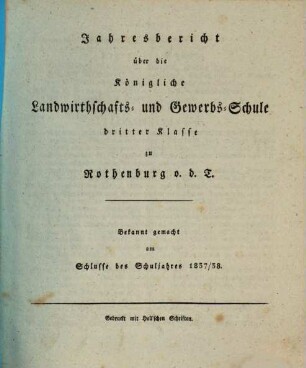 Jahresbericht
über die
Königliche
Landwirthschafts- und Gewerbs-Schule
dritter Klasse
zu
Rothenburg o. d. T.
Bekannt gemacht
am
Schlusse des Schuljahres 1837/38.
Gedruckt mit Holl'schen Schriften.